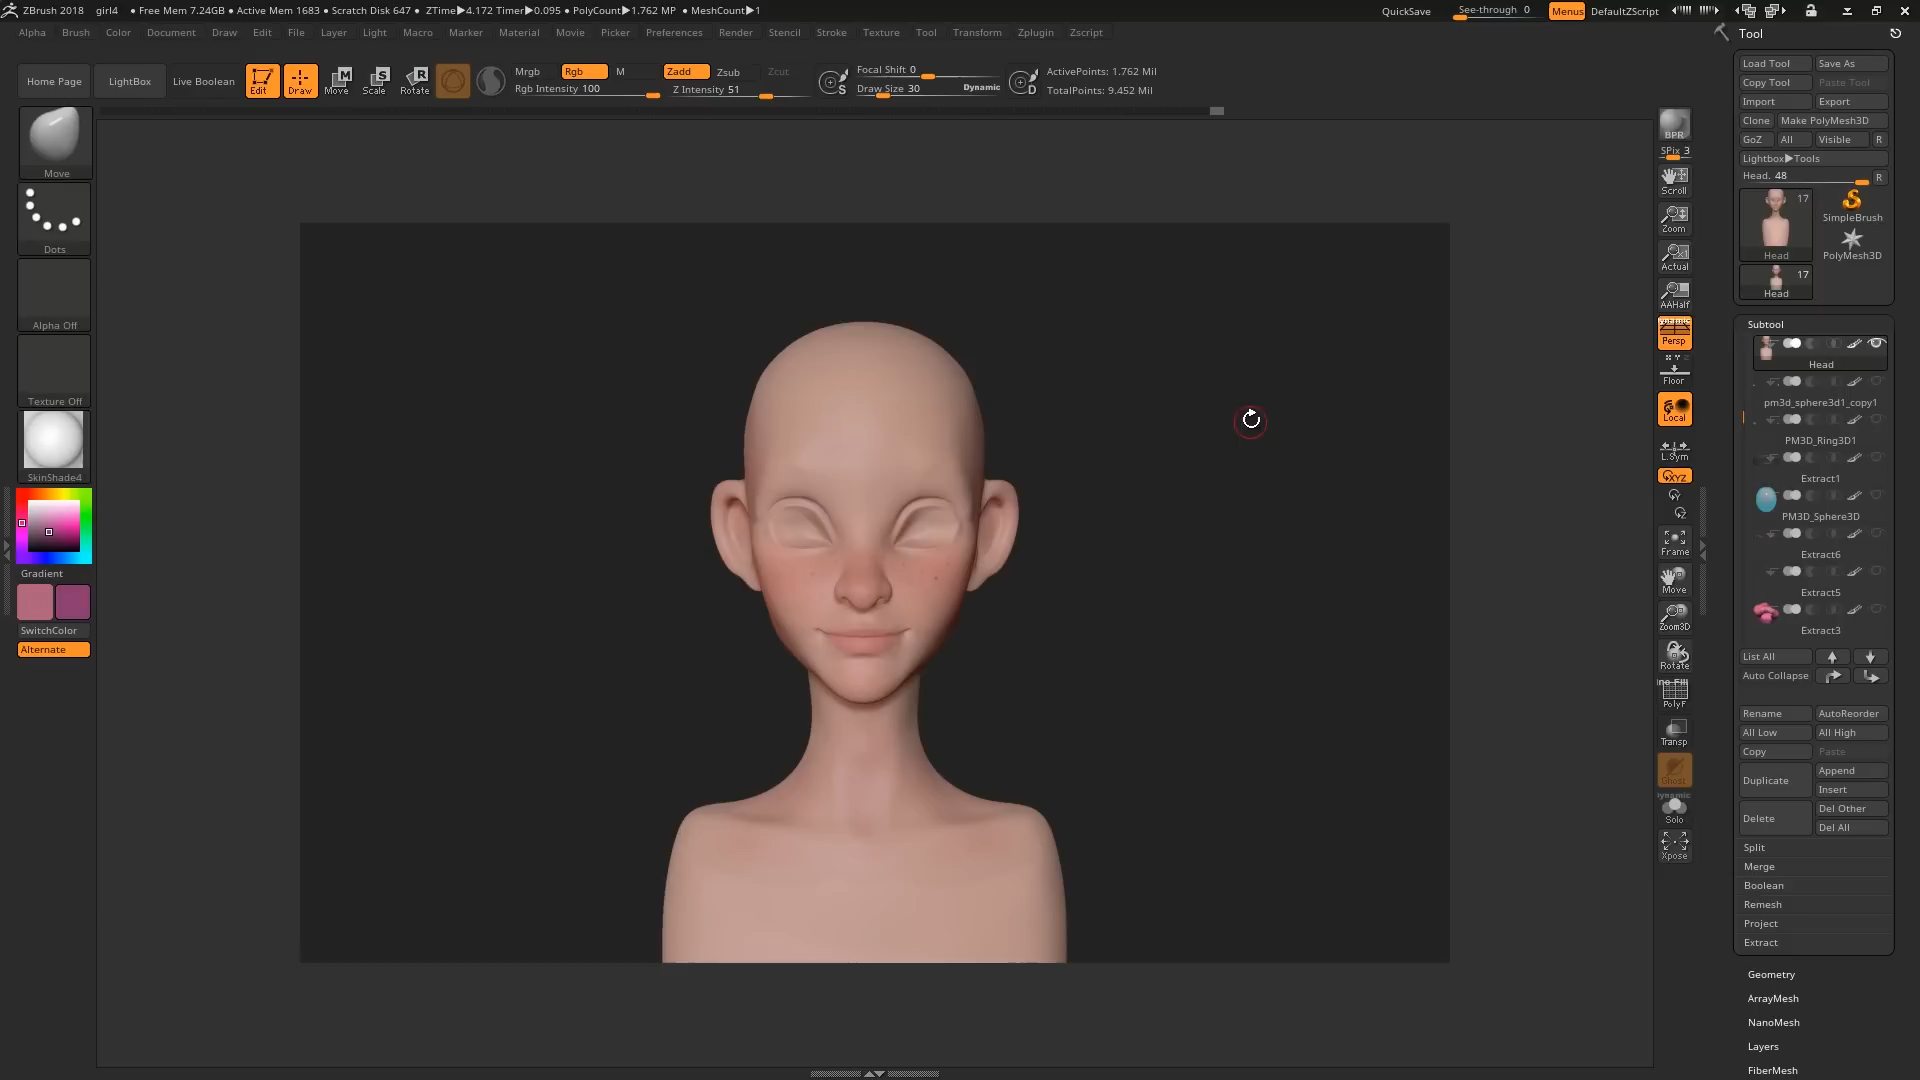 ZBrush 2018 girl4 • Free Mem 7.24GB • Active Mem 1683 • Scratch Disk 647 • ZTime▶4.172 Timer▶0.095 • PolyCount▶1.762 MP • MeshCount▶1 QuickSave See-through 0 Menus DefaultZScript
Alpha Brush Color Document Draw Edit File Layer Light Macro Marker Material Movie Picker Preferences Render Stencil Stroke Texture Tool Transform Zplugin Zscript
Home Page LightBox Live Boolean Edit Draw Move Scale Rotate
Mrgb Rgb M Zadd Zsub Zcut
Rgb Intensity 100 Z Intensity 51
Focal Shift 0
Draw Size 30 Dynamic
ActivePoints: 1.762 Mil
TotalPoints: 9.452 Mil
Move
Dots
Alpha Off
Texture Off
SkinShade4
Gradient
SwitchColor
Alternate
BPR
SPix 3
Scroll
Zoom
Actual
AAHalf
Persp
Floor
Local
L.Sym
XYZ
Frame
Move
Zoom3D
Rotate
PolyF
Transp
Ghost
Dynamic
Solo
Xpose
Tool
Load Tool Save As
Copy Tool Paste Tool
Import Export
Clone Make PolyMesh3D
GoZ All Visible R
Lightbox▶Tools
Head. 48 R
17
SimpleBrush
Head PolyMesh3D
17
Head
Subtool
Head
pm3d_sphere3d1_copy1
PM3D_Ring3D1
Extract1
PM3D_Sphere3D
Extract6
Extract5
Extract3
List All
Auto Collapse
Rename AutoReorder
All Low All High
Copy Paste
Duplicate Append
Insert
Delete Del Other
Del All
Split
Merge
Boolean
Remesh
Project
Extract
Geometry
ArrayMesh
NanoMesh
Layers
FiberMesh